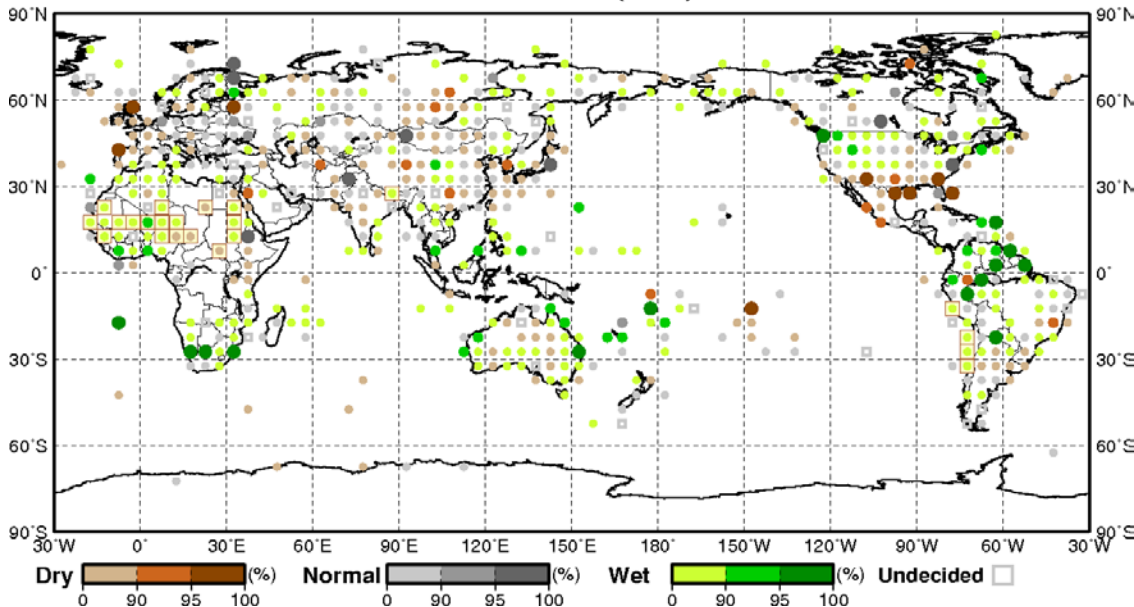 90°N 90°N
60°N 60°N
30°N 30°N
0° 0°
30°S 30°S
60°S 60°S
90°S 90°S
30°W 0° 30°E 60°E 90°E 120°E 150°E 180° 150°W 120°W 90°W 60°W 30°W
Dry (%) Normal (%) Wet (%) Undecided
0 90 95 100 0 90 95 100 0 90 95 100